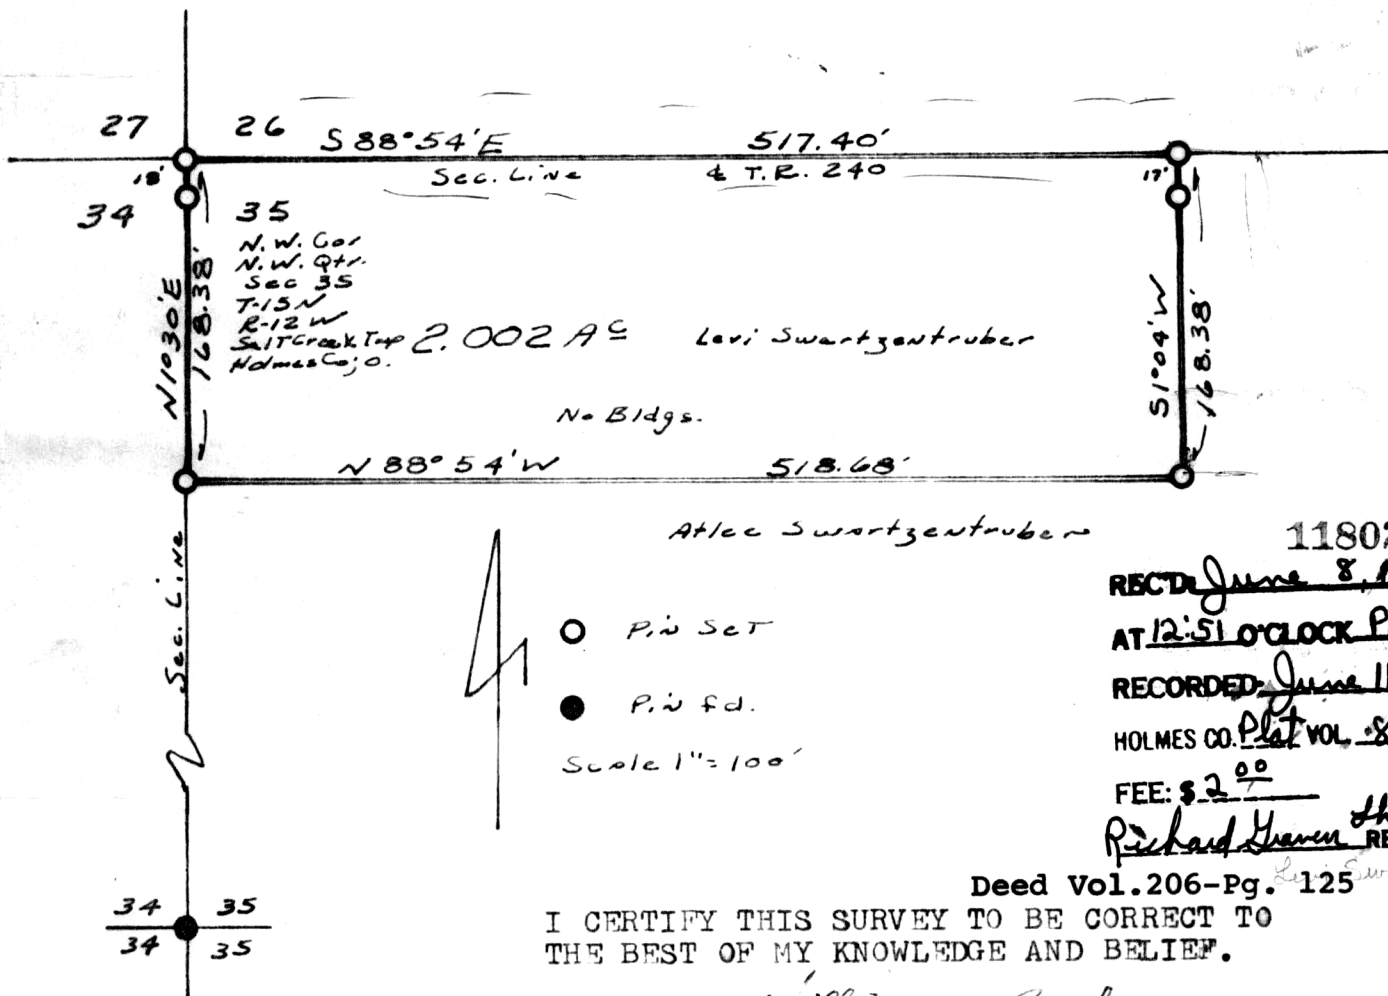 27 26 S 88°54'E 517.40'
18' Sec. Line ¢ T.R. 240 17'
34 35
N.W. Cor
N.W. Qtr.
Sec 35
T-15N
R-12W
Salt Creek Twp
Holmes Co; O.
N1°30'E
168.38'
2.002 Ac Levi Swartzentruber
S1°04'W
168.38'
No Bldgs.
N 88°54'W 518.68'
Atlee Swartzentruber
Sec. Line
Pin Set
Pin fd.
Scale 1"=100'
1180
REC'D. June 8,
AT 12:51 O'CLOCK P
RECORDED. June 11
HOLMES CO. Plat VOL. 8
FEE: $ 2 00
Richard Graven
RE
Deed Vol.206-Pg. 125
34 35
34 35
I CERTIFY THIS SURVEY TO BE CORRECT TO
THE BEST OF MY KNOWLEDGE AND BELIEF.